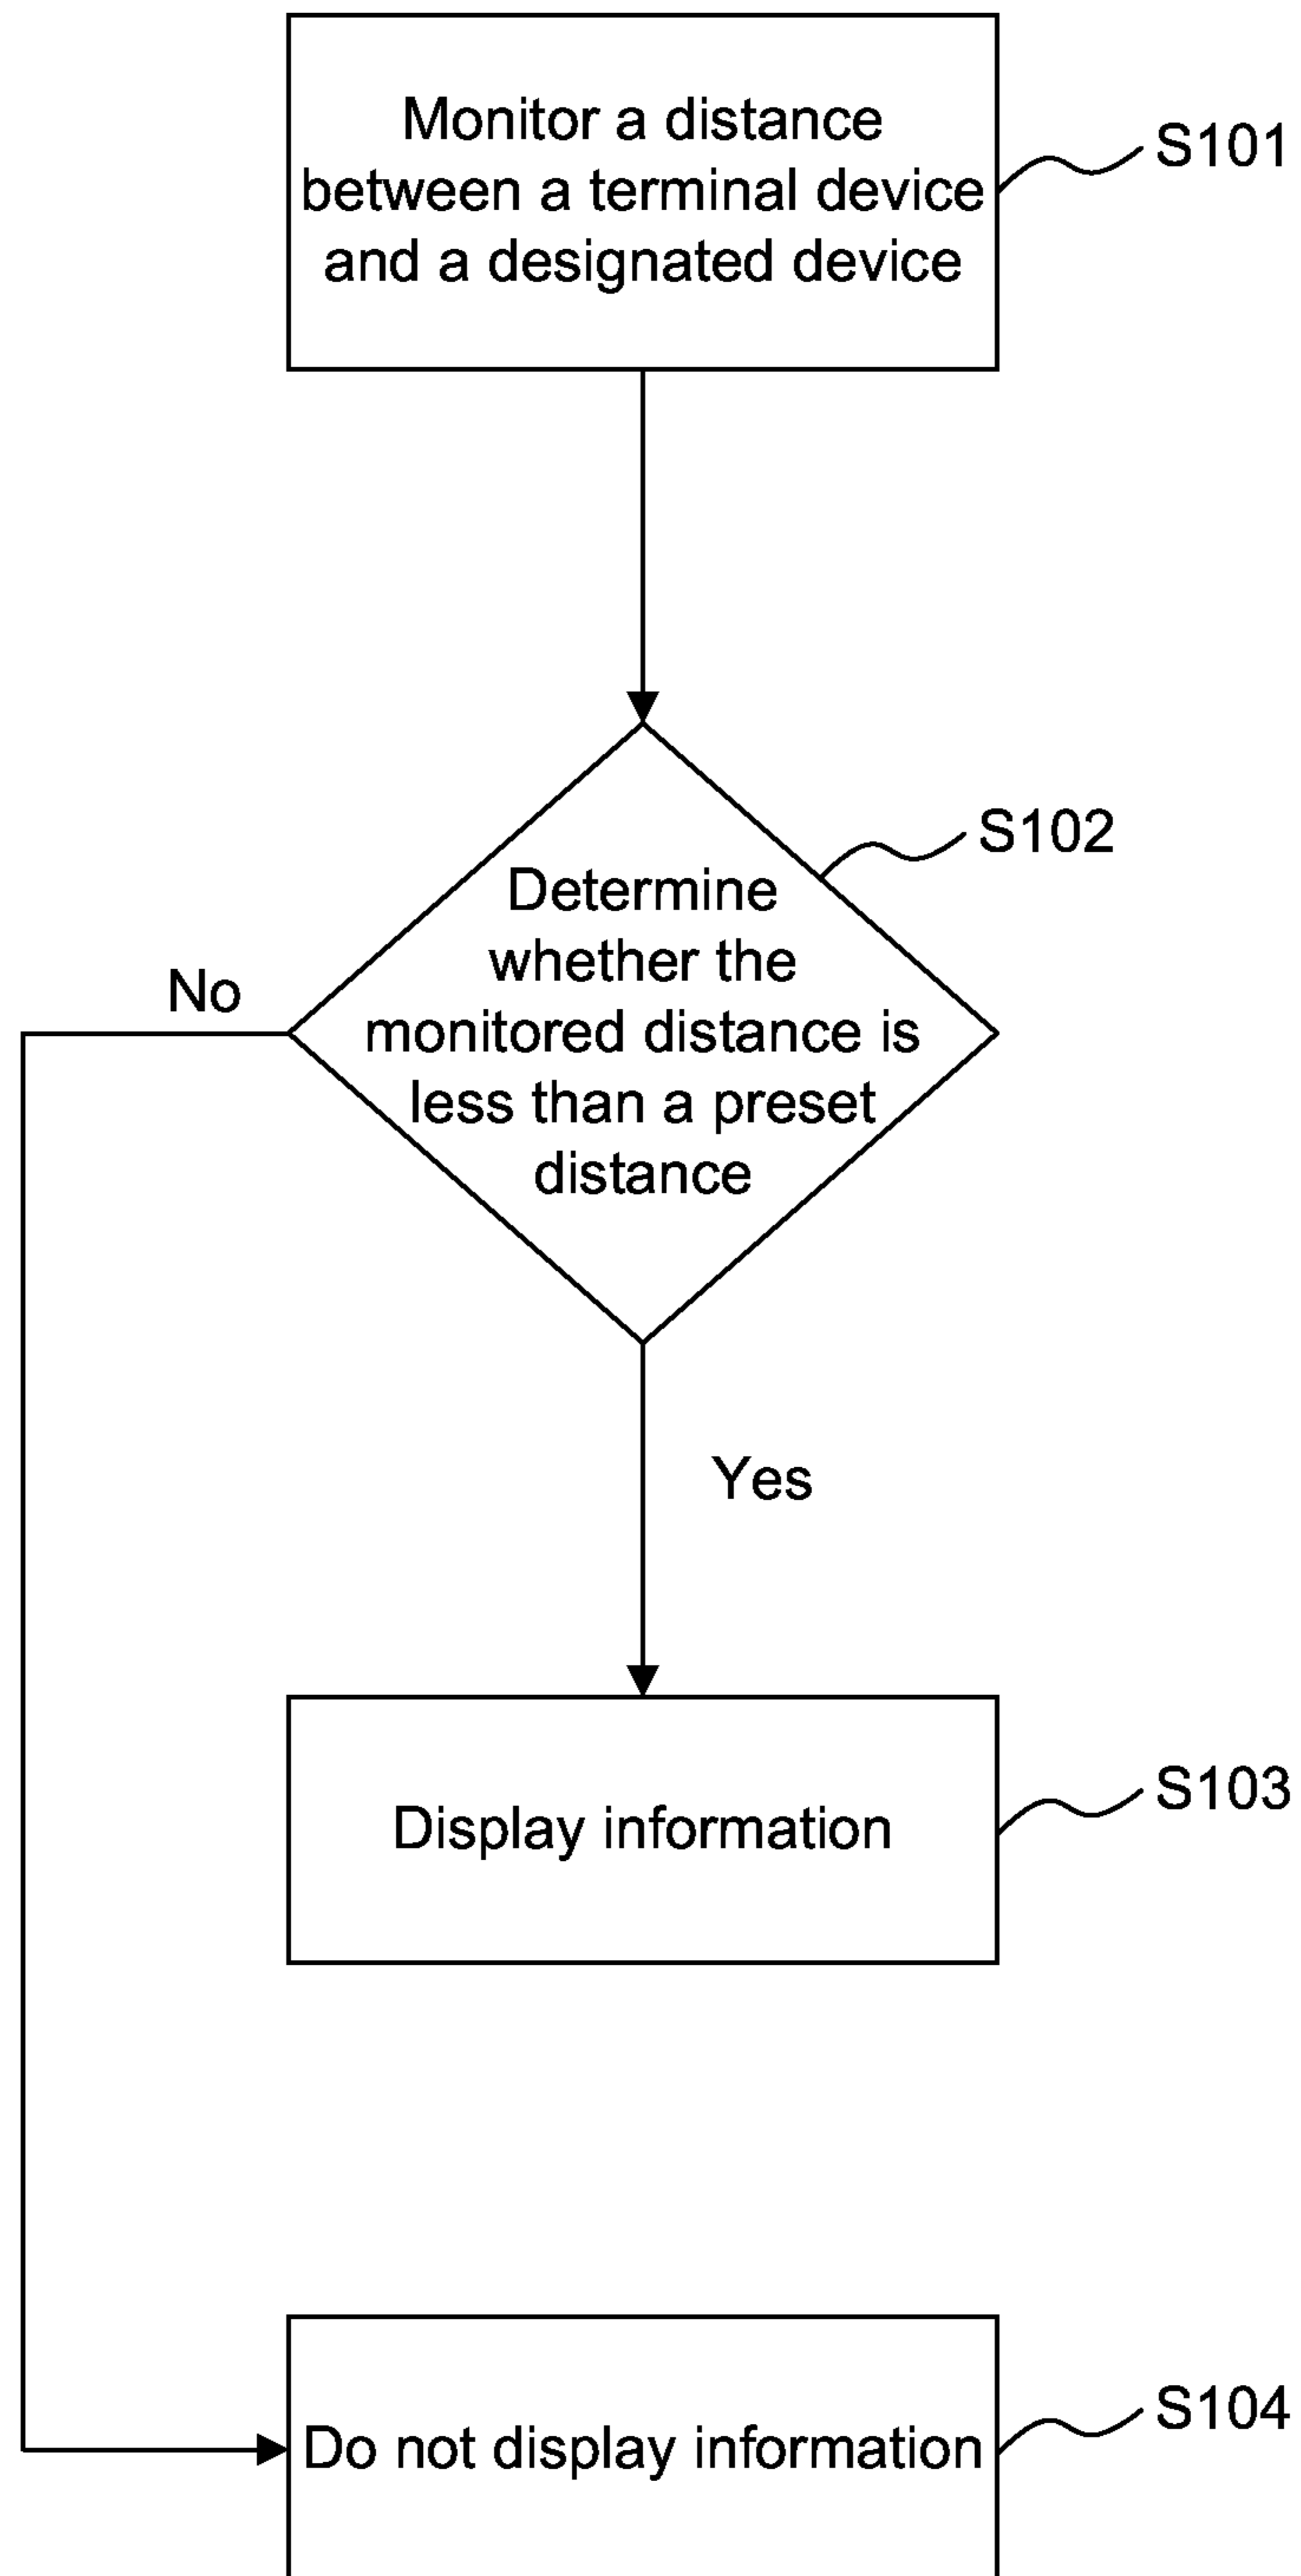 Monitor a distance
between a terminal device
and a designated device
S101
S102
Determine
whether the
monitored distance is
less than a preset
distance
No
Yes
Display information
S103
Do not display information
S104